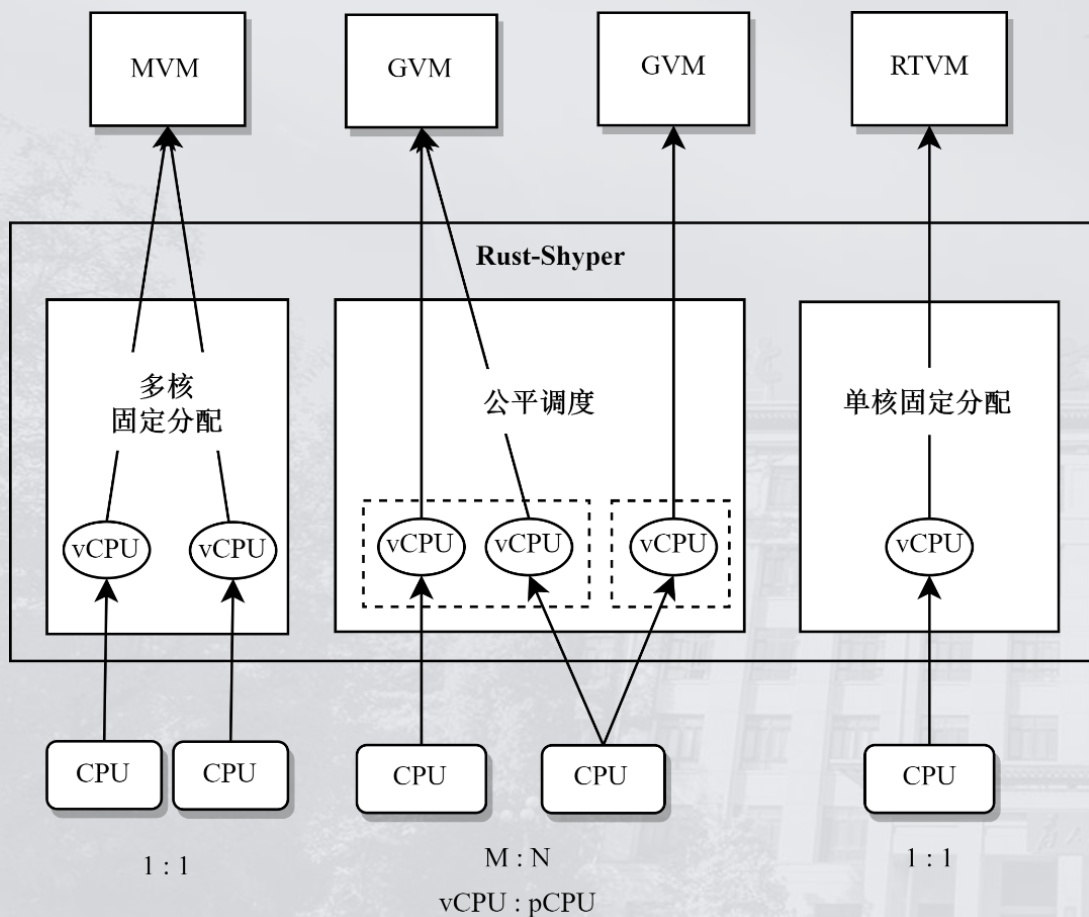 MVM
GVM
GVM
RTVM
Rust-Shyper
多核
固定分配
公平调度
单核固定分配
vCPU
vCPU
vCPU
vCPU
vCPU
vCPU
CPU
CPU
CPU
CPU
CPU
1 : 1
M : N
1 : 1
vCPU : pCPU